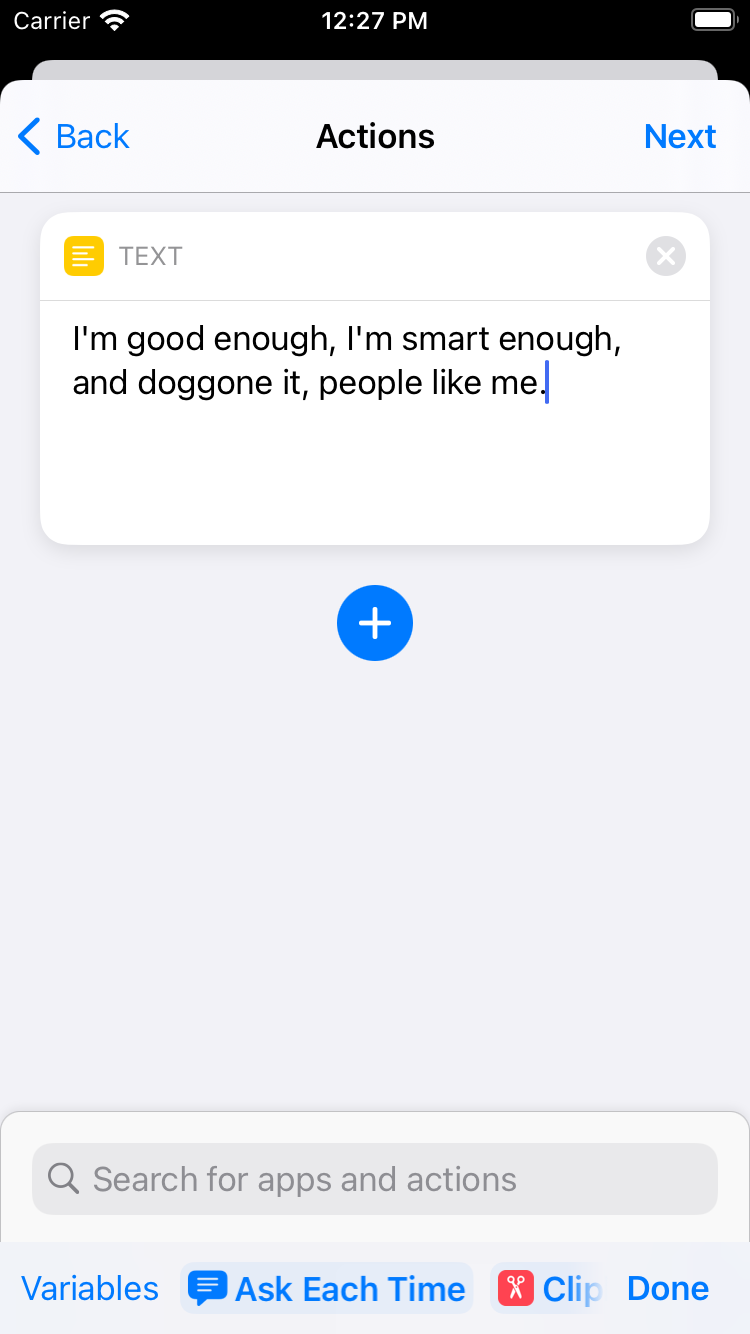 Carrier 12:27 PM
Back Actions Next
TEXT
I'm good enough, I'm smart enough,
and doggone it, people like me.
Search for apps and actions
Variables Ask Each Time Clip Done